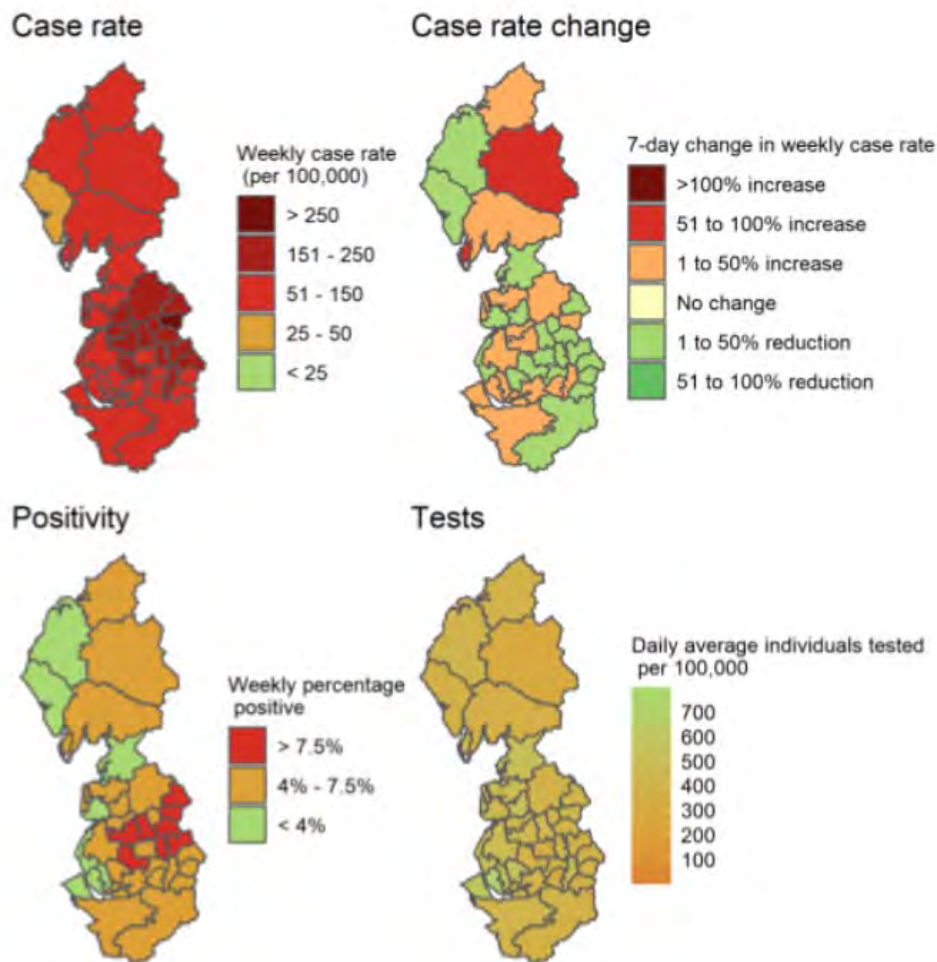 Case rate
Weekly case rate
(per 100,000)
> 250
151 - 250
51 - 150
25 - 50
< 25
Case rate change
7-day change in weekly case rate
>100% increase
51 to 100% increase
1 to 50% increase
No change
1 to 50% reduction
51 to 100% reduction
Positivity
Weekly percentage
positive
> 7.5%
4% - 7.5%
< 4%
Tests
Daily average individuals tested
per 100,000
700
600
500
400
300
200
100